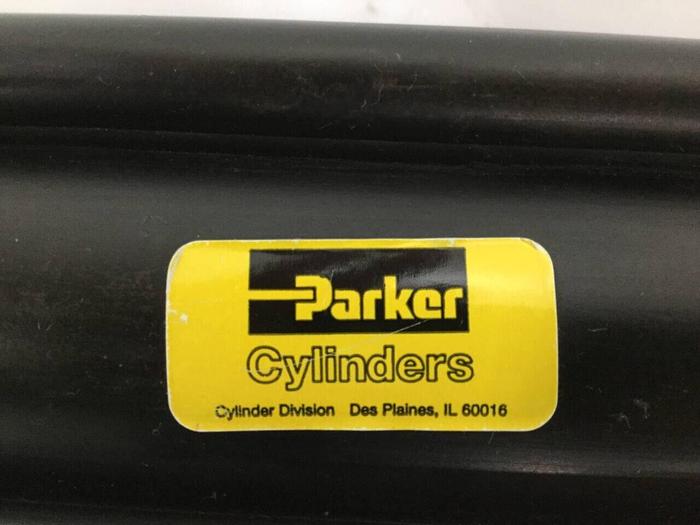 Parker
Cylinders
Cylinder Division Des Plaines, IL 60016